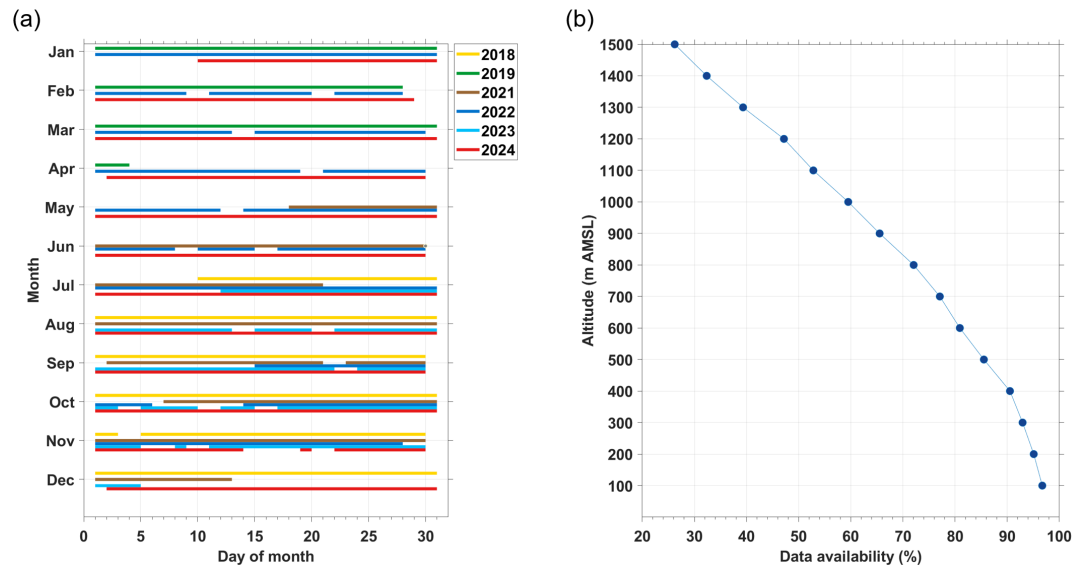 (a)
Month
Jan
Feb
Mar
Apr
May
Jun
Jul
Aug
Sep
Oct
Nov
Dec
0 5 10 15 20 25 30
Day of month
2018
2019
2021
2022
2023
2024
(b)
Altitude (m AMSL)
1500
1400
1300
1200
1100
1000
900
800
700
600
500
400
300
200
100
20 30 40 50 60 70 80 90 100
Data availability (%)